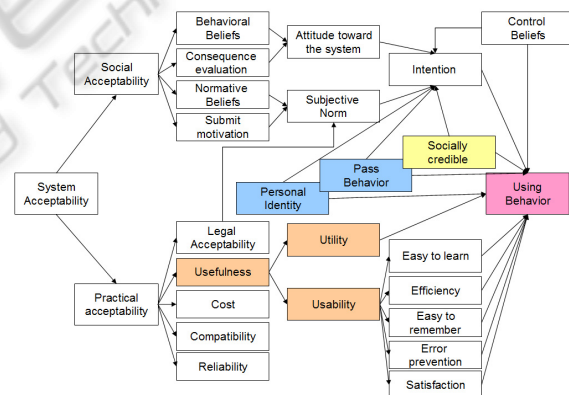 Behavioral
Beliefs
Control
Beliefs
Attitude toward
the system
Social
Acceptability
Consequence
evaluation
Intention
Normative
Beliefs
Subjective
Norm
Submit
motivation
Socially
credible
Pass
Behavior
System
Acceptability
Personal
Identity
Using
Behavior
Legal
Acceptability
Utility
Usefulness
Easy to learn
Practical
acceptability
Cost
Usability
Efficiency
Easy to
remember
Compatibility
Error
prevention
Reliability
Satisfaction